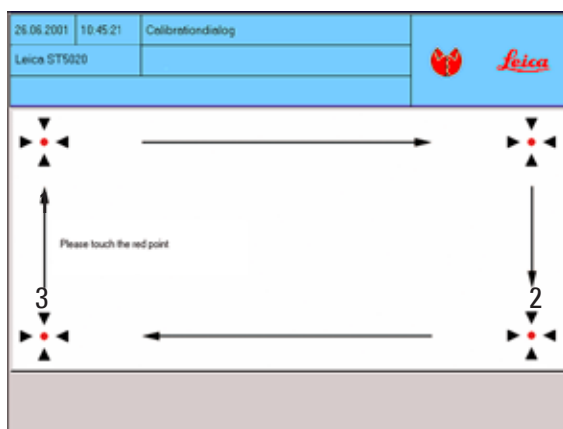 26.06.2001 10:45:21 Calibrationdialog
Leica ST5020
Leica
Please touch the red point
3 2